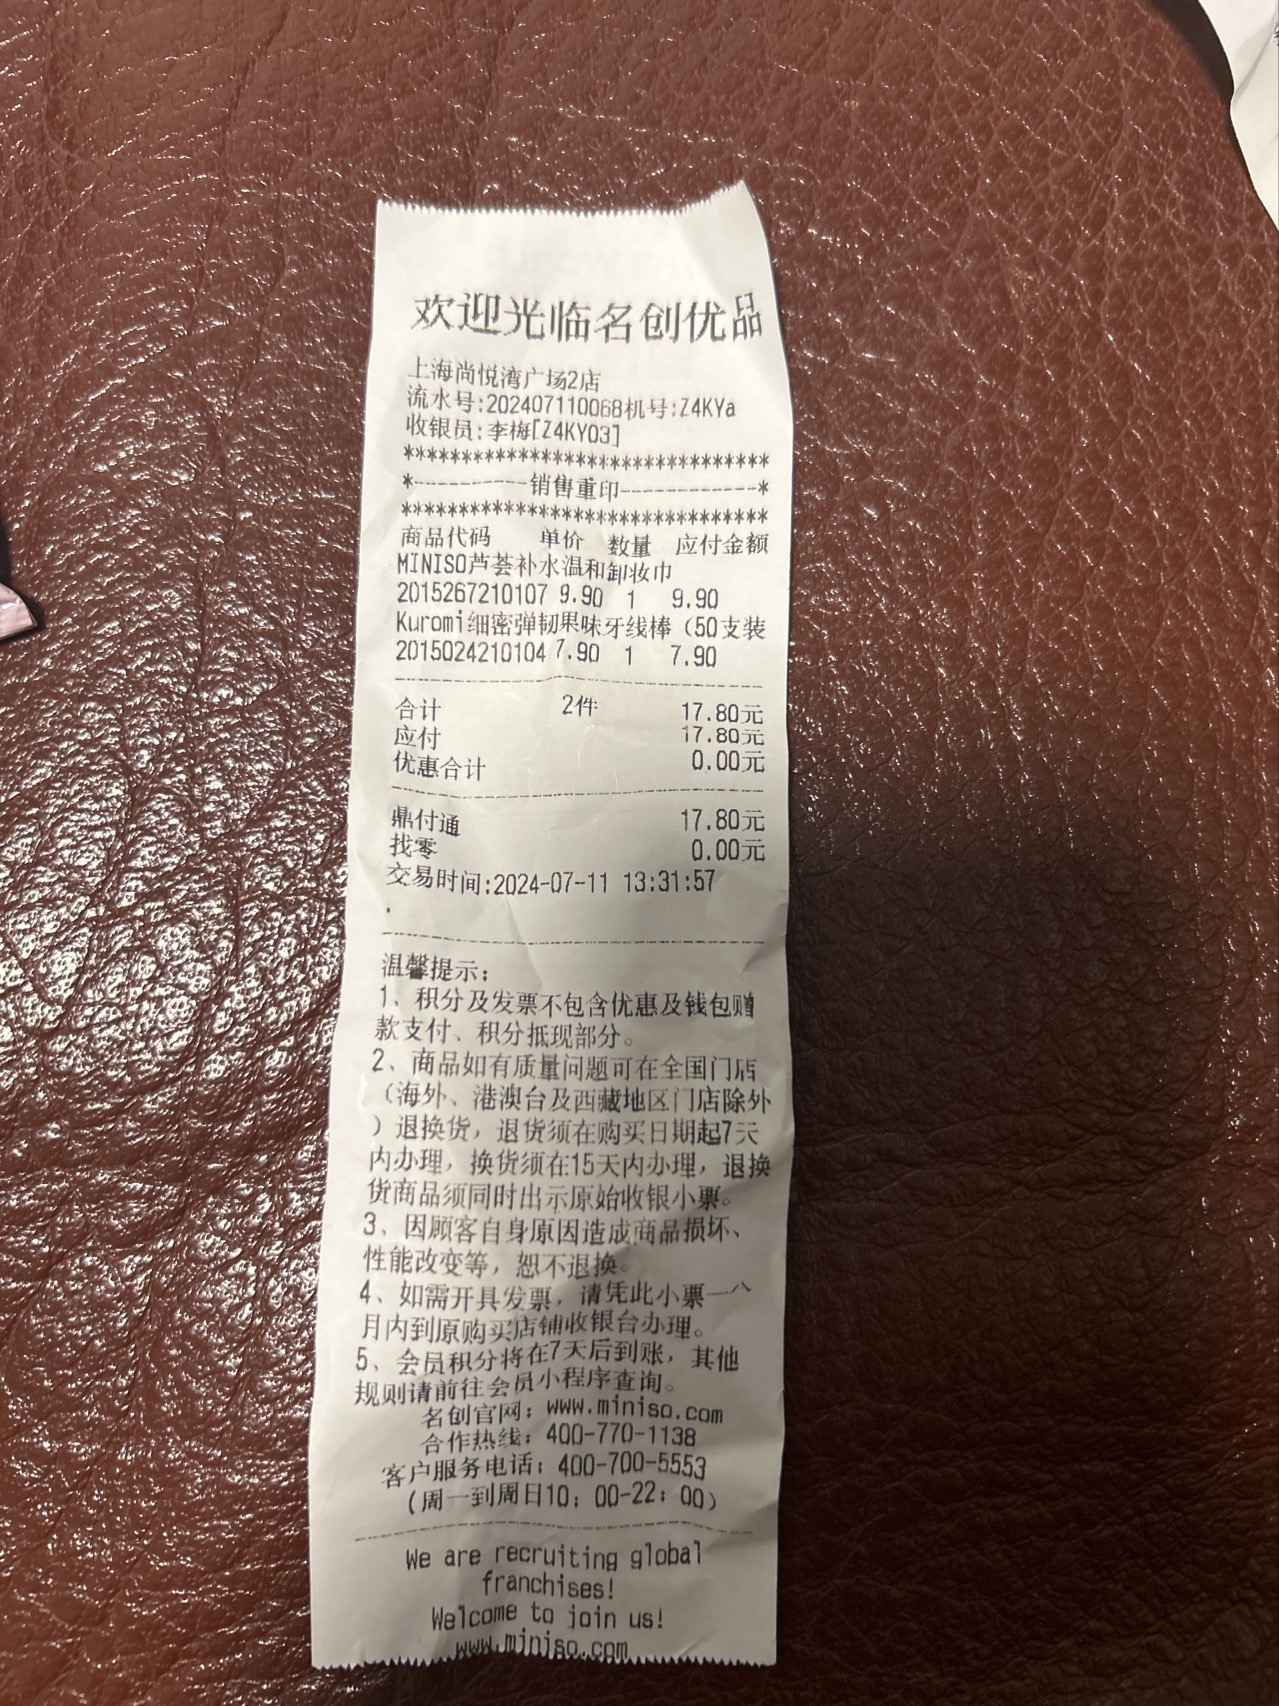 欢迎光临名创优品
上海尚悦湾广场2店
流水号:202407110068机号:Z4KYa
收银员:李梅[Z4KY03]
********************************
*----------销售重印------------*
********************************
商品代码 单价 数量 应付金额
MINISO芦荟补水温和卸妆巾
2015267210107 9.90 1 9.90
Kuromi细密弹韧果味牙线棒（50支装
2015024210104 7.90 1 7.90
合计 2件 17.80元
应付 17.80元
优惠合计 0.00元
鼎付通 17.80元
找零 0.00元
交易时间:2024-07-11 13:31:57
.
温馨提示：
1、积分及发票不包含优惠及钱包赠
款支付、积分抵现部分。
2、商品如有质量问题可在全国门店
（海外、港澳台及西藏地区门店除外
）退换货，退货须在购买日期起7天
内办理，换货须在15天内办理，退换
货商品须同时出示原始收银小票。
3、因顾客自身原因造成商品损坏、
性能改变等，恕不退换。
4、如需开具发票，请凭此小票一个
月内到原购买店铺收银台办理。
5、会员积分将在7天后到账，其他
规则请前往会员小程序查询。
名创官网：www.miniso.com
合作热线：400-770-1138
客户服务电话：400-700-5553
(周一到周日10：00-22：00)
We are recruiting global
franchises!
Welcome to join us!
www.miniso.com